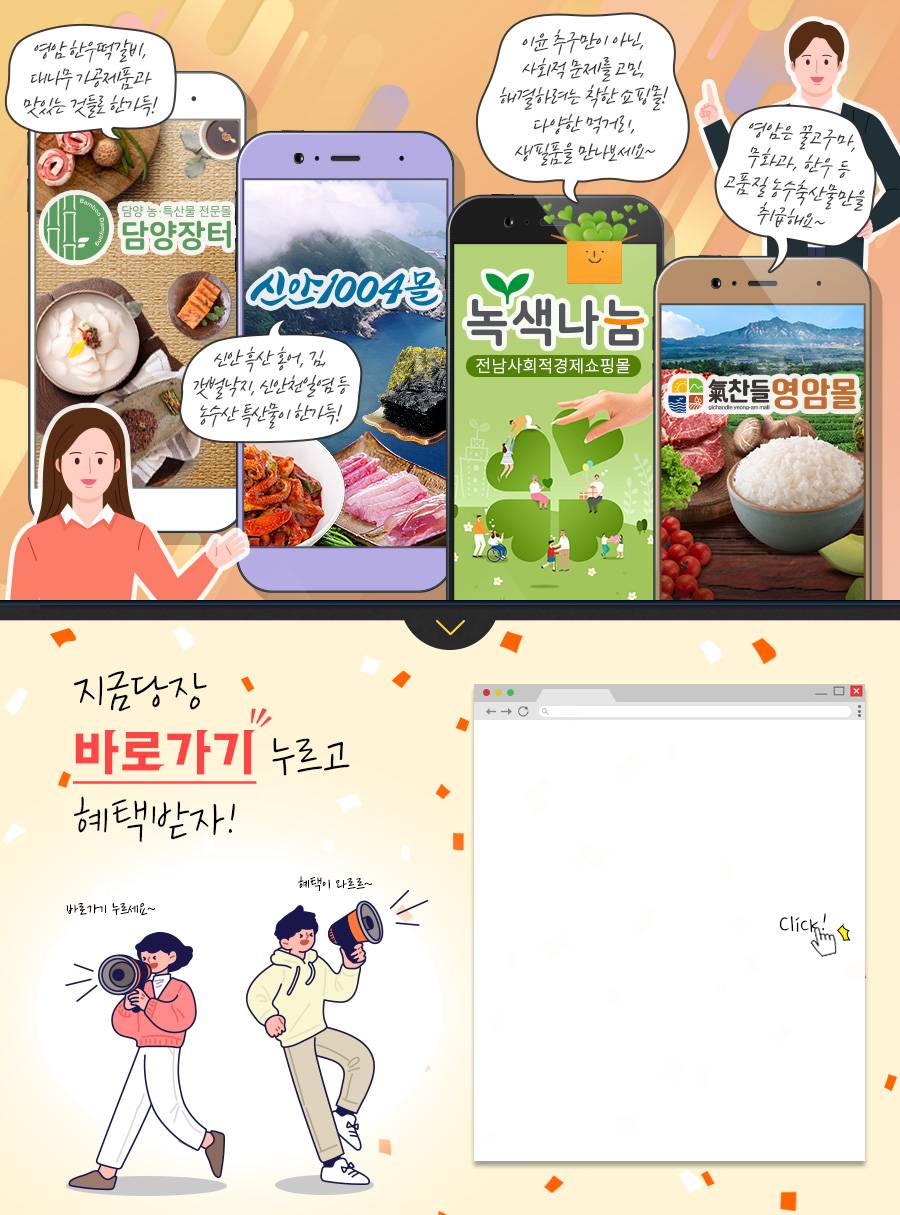 영암 한우떡갈비,
대나무 가공제품과
맛있는 것들로 한가득!
담양 농·특산물 전문몰
담양장터
Bamboo Damyang
신안1004몰
신안 흑산 홍어, 김,
갯벌낙지, 신안천일염 등
농수산 특산물이 한가득!
이윤 추구만이 아닌,
사회적 문제를 고민,
해결하려는 착한 쇼핑몰!
다양한 먹거리,
생필품을 만나보세요~
녹색나눔
전남사회적경제쇼핑몰
영암은 꿀고구마,
무화과, 한우 등
고품질 농수축산물만을
취급해요~
氣찬들 영암몰
gichandle yeong-am mall
지금당장
바로가기 누르고
혜택받자!
바로가기 누르세요~
혜택이 와르르~
Click!